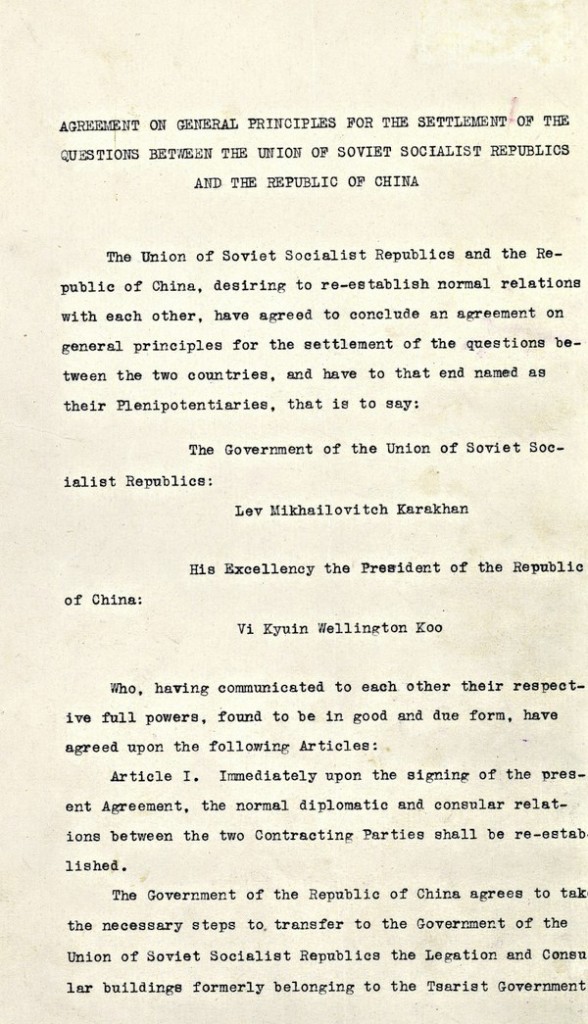 AGREEMENT ON GENERAL PRINCIPLES FOR THE SETTLEMENT OF THE
QUESTIONS BETWEEN THE UNION OF SOVIET SOCIALIST REPUBLICS
AND THE REPUBLIC OF CHINA
The Union of Soviet Socialist Republics and the Re-
public of China, desiring to re-establish normal relations
with each other, have agreed to conclude an agreement on
general principles for the settlement of the questions be-
tween the two countries, and have to that end named as
their Plenipotentiaries, that is to say:
The Government of the Union of Soviet Soc-
ialist Republics:
Lev Mikhailovitch Karakhan
His Excellency the President of the Republic
of China:
Vi Kyuin Wellington Koo
Who, having communicated to each other their respect-
ive full powers, found to be in good and due form, have
agreed upon the following Articles:
Article I. Immediately upon the signing of the pres-
ent Agreement, the normal diplomatic and consular relat-
ions between the two Contracting Parties shall be re-estab-
lished.
The Government of the Republic of China agrees to tak
the necessary steps to transfer to the Government of the
Union of Soviet Socialist Republics the Legation and Consu
lar buildings formerly belonging to the Tsarist Government